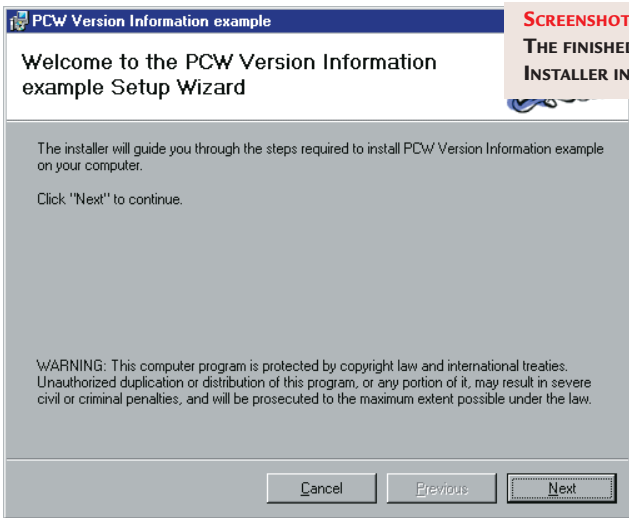 PCW Version Information example
SCREENSHOT
THE FINISHED
INSTALLER IN
Welcome to the PCW Version Information
example Setup Wizard
The installer will guide you through the steps required to install PCW Version Information example
on your computer.
Click "Next" to continue.
WARNING: This computer program is protected by copyright law and international treaties.
Unauthorized duplication or distribution of this program, or any portion of it, may result in severe
civil or criminal penalties, and will be prosecuted to the maximum extent possible under the law.
Cancel
Previous
Next